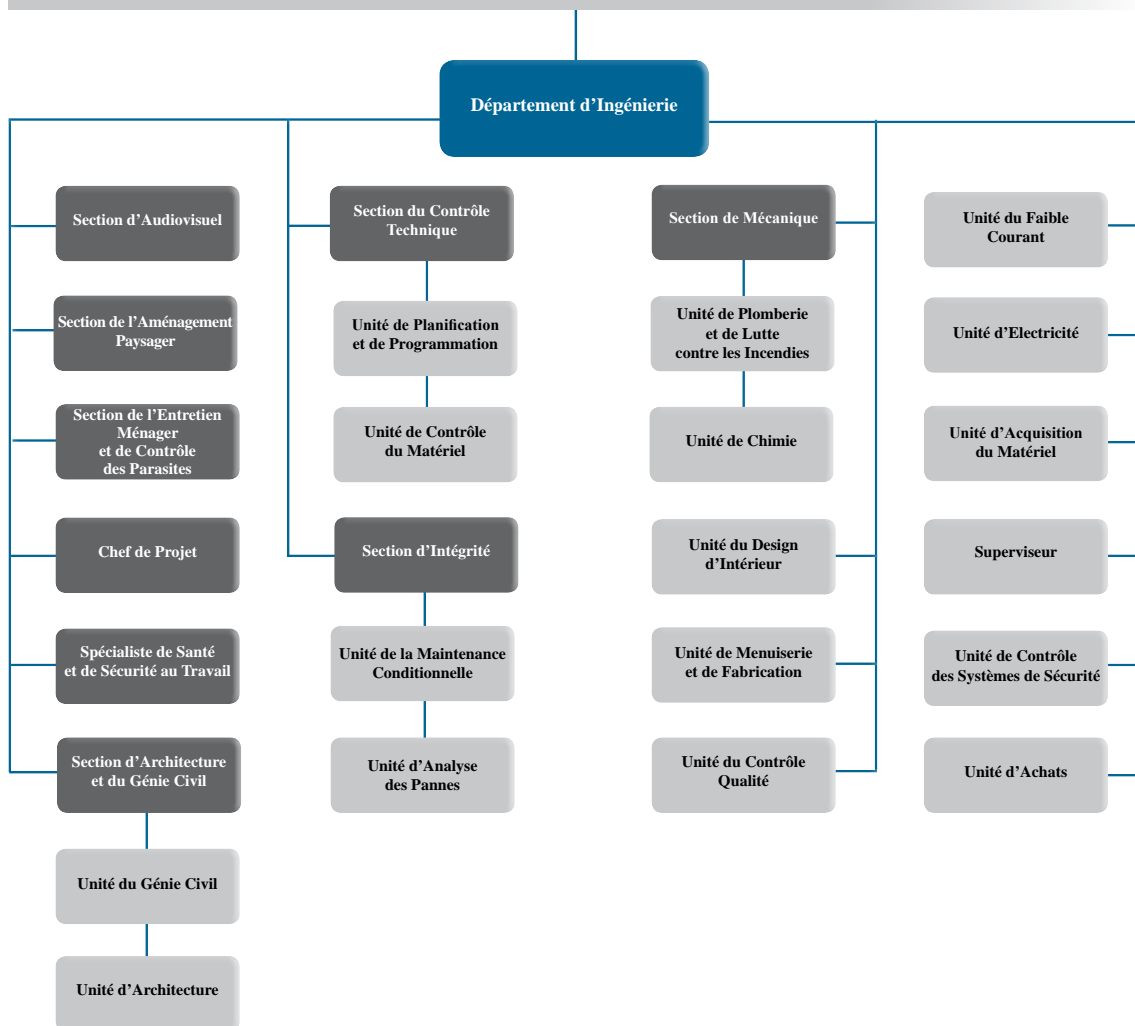 Département d’Ingénierie
Section d’Audiovisuel
Section de l’Aménagement
Paysager
Section de l’Entretien
Ménager
et de Contrôle
des Parasites
Chef de Projet
Spécialiste de Santé
et de Sécurité au Travail
Section d’Architecture
et du Génie Civil
Unité du Génie Civil
Unité d’Architecture
Section du Contrôle
Technique
Unité de Planification
et de Programmation
Unité de Contrôle
du Matériel
Section d’Intégrité
Unité de la Maintenance
Conditionnelle
Unité d’Analyse
des Pannes
Section de Mécanique
Unité de Plomberie
et de Lutte
contre les Incendies
Unité de Chimie
Unité du Design
d’Intérieur
Unité de Menuiserie
et de Fabrication
Unité du Contrôle
Qualité
Unité du Faible
Courant
Unité d’Electricité
Unité d’Acquisition
du Matériel
Superviseur
Unité de Contrôle
des Systèmes de Sécurité
Unité d’Achats